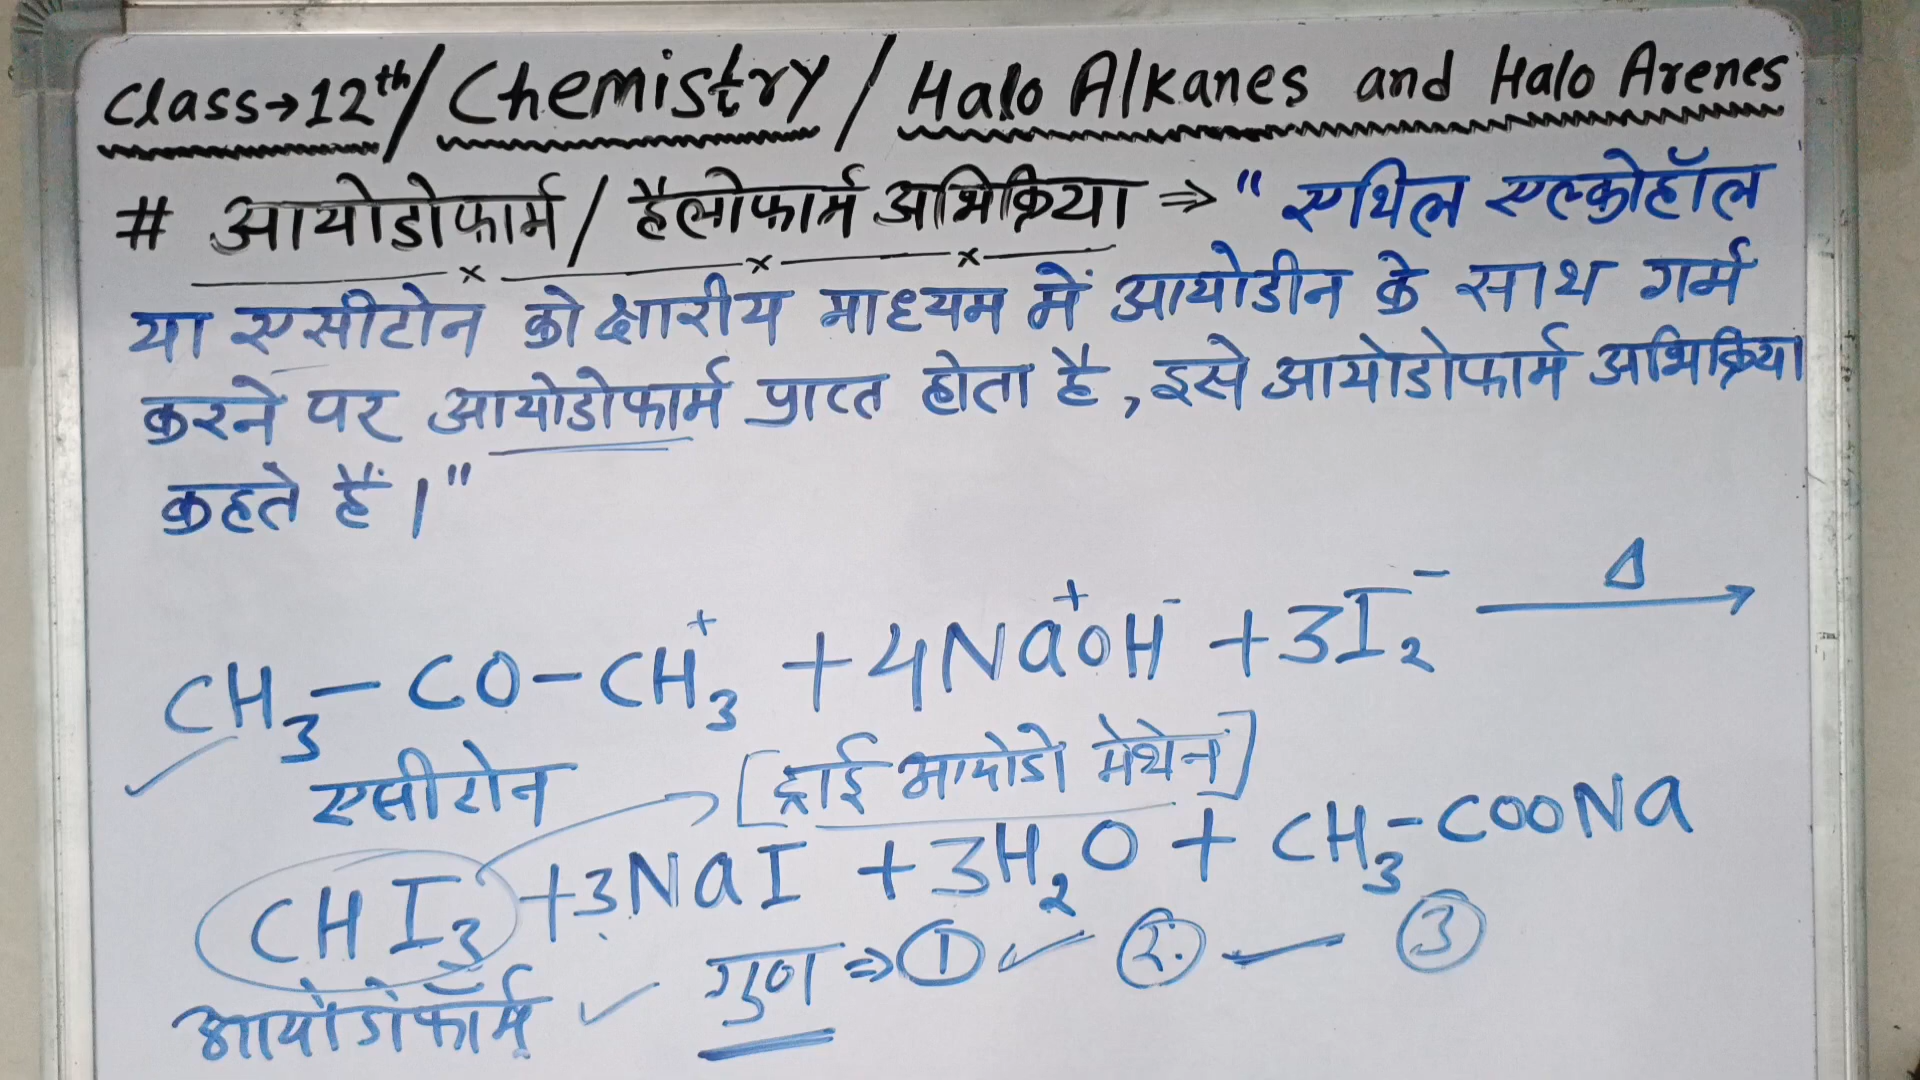 Class→12th/Chemistry/Halo Alkanes and Halo Arenes
# आयोडोफार्म/हैलोफार्म अभिक्रिया ⇒ "एथिल एल्कोहॉल
या एसीटोन को क्षारीय माध्यम में आयोडीन के साथ गर्म
करने पर आयोडोफार्म प्राप्त होता है, इसे आयोडोफार्म अभिक्रिया
कहते हैं।"
CH₃-CO-CH₃⁺ + 4Na⁺OH⁻ + 3I₂⁻ —Δ→
एसीटोन [ट्राई आयोडो मेथेन]
CHI₃ + 3NaI + 3H₂O + CH₃-COONa
आयोडोफॉर्म ✓ गुण ⇒ ① ✓ ② – ③